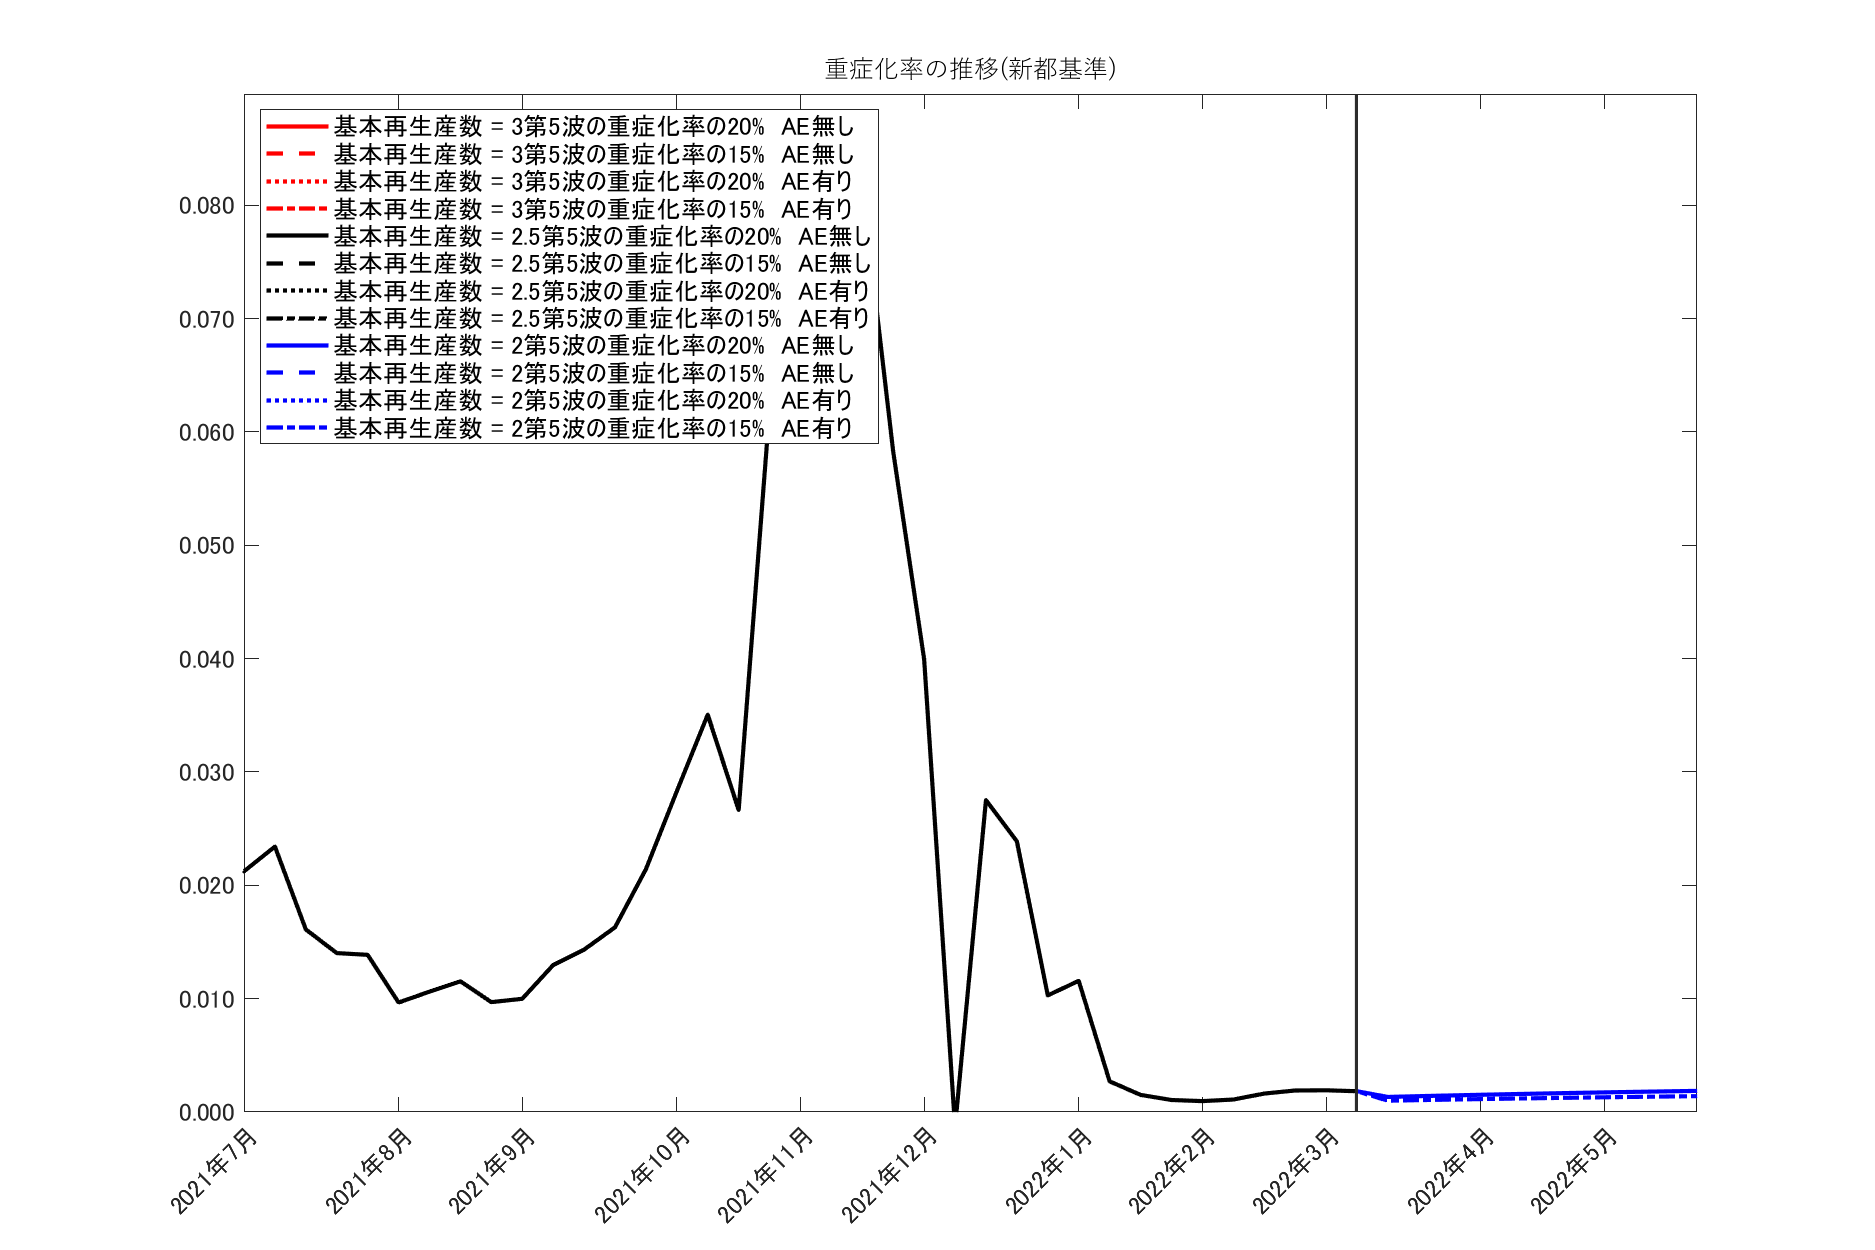 重症化率の推移(新都基準)
基本再生産数 = 3第5波の重症化率の20% AE無し
基本再生産数 = 3第5波の重症化率の15% AE無し
基本再生産数 = 3第5波の重症化率の20% AE有り
基本再生産数 = 3第5波の重症化率の15% AE有り
基本再生産数 = 2.5第5波の重症化率の20% AE無し
基本再生産数 = 2.5第5波の重症化率の15% AE無し
基本再生産数 = 2.5第5波の重症化率の20% AE有り
基本再生産数 = 2.5第5波の重症化率の15% AE有り
基本再生産数 = 2第5波の重症化率の20% AE無し
基本再生産数 = 2第5波の重症化率の15% AE無し
基本再生産数 = 2第5波の重症化率の20% AE有り
基本再生産数 = 2第5波の重症化率の15% AE有り
0.080
0.070
0.060
0.050
0.040
0.030
0.020
0.010
0.000
2021年7月
2021年8月
2021年9月
2021年10月
2021年11月
2021年12月
2022年1月
2022年2月
2022年3月
2022年4月
2022年5月